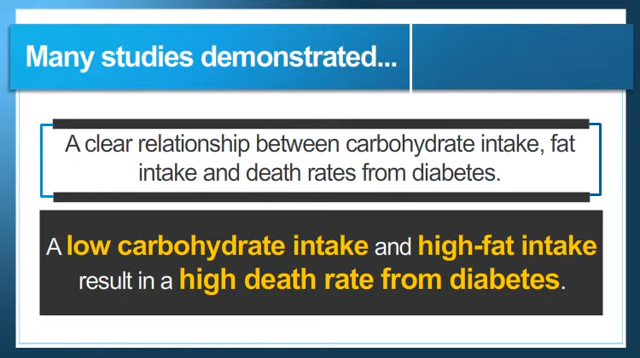 Many studies demonstrated...
A clear relationship between carbohydrate intake, fat
intake and death rates from diabetes.
A low carbohydrate intake and high-fat intake
result in a high death rate from diabetes.